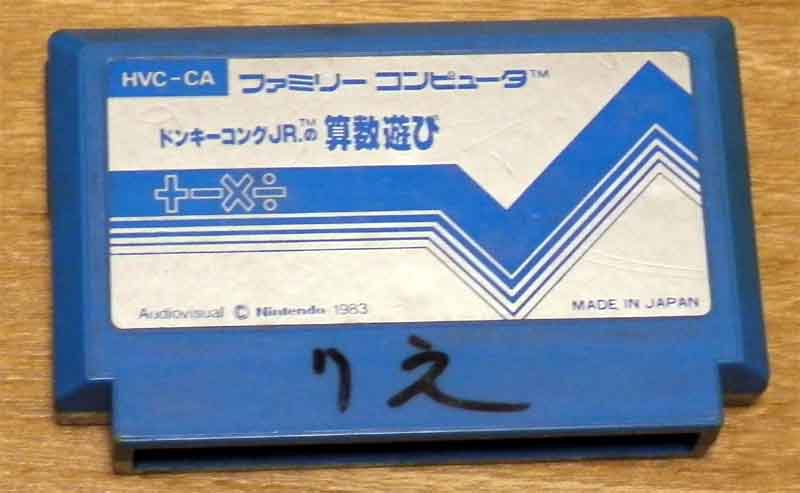 HVC-CA ファミリー コンピュータ™
ドンキーコングJR.™の 算数遊び
+−×÷
Audiovisual © Nintendo 1983
MADE IN JAPAN
りえ